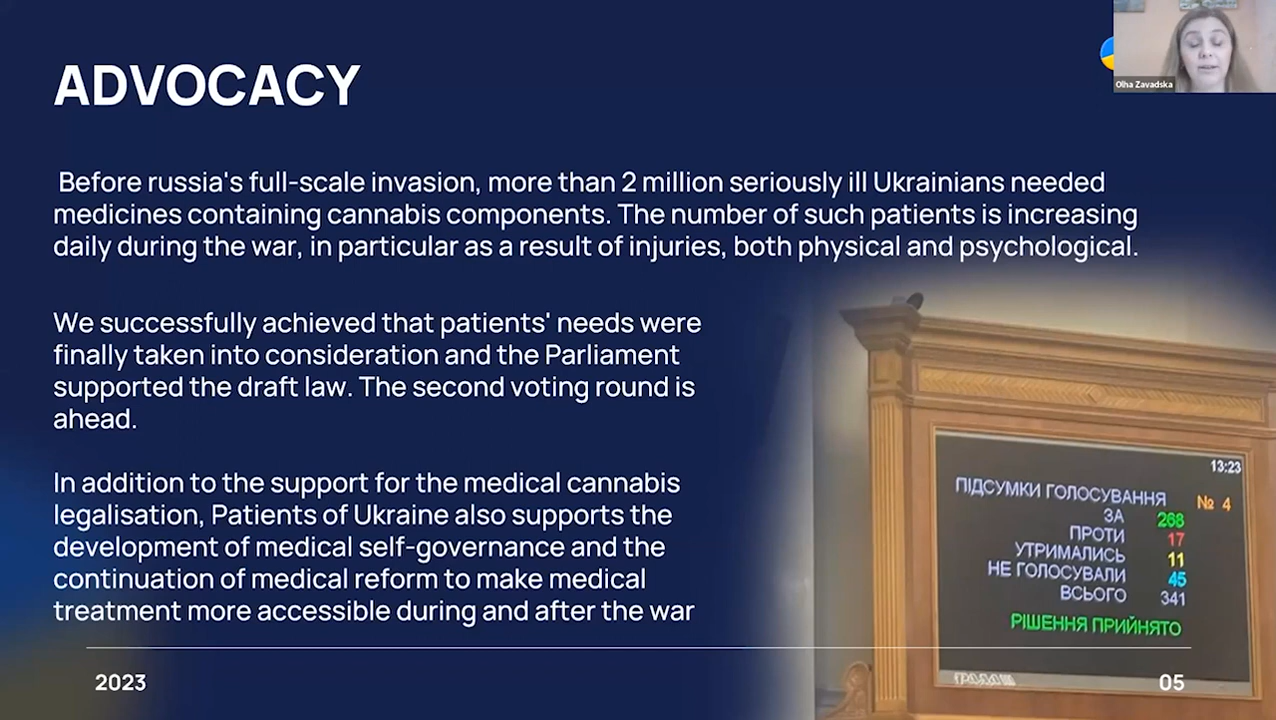 Olha Zavadska
ADVOCACY
Before russia's full-scale invasion, more than 2 million seriously ill Ukrainians needed
medicines containing cannabis components. The number of such patients is increasing
daily during the war, in particular as a result of injuries, both physical and psychological.
We successfully achieved that patients' needs were
finally taken into consideration and the Parliament
supported the draft law. The second voting round is
ahead.
In addition to the support for the medical cannabis
legalisation, Patients of Ukraine also supports the
development of medical self-governance and the
continuation of medical reform to make medical
treatment more accessible during and after the war
13:23
ПІДСУМКИ ГОЛОСУВАННЯ № 4
ЗА 268
ПРОТИ 17
УТРИМАЛИСЬ 11
НЕ ГОЛОСУВАЛИ 45
ВСЬОГО 341
РІШЕННЯ ПРИЙНЯТО
2023
05